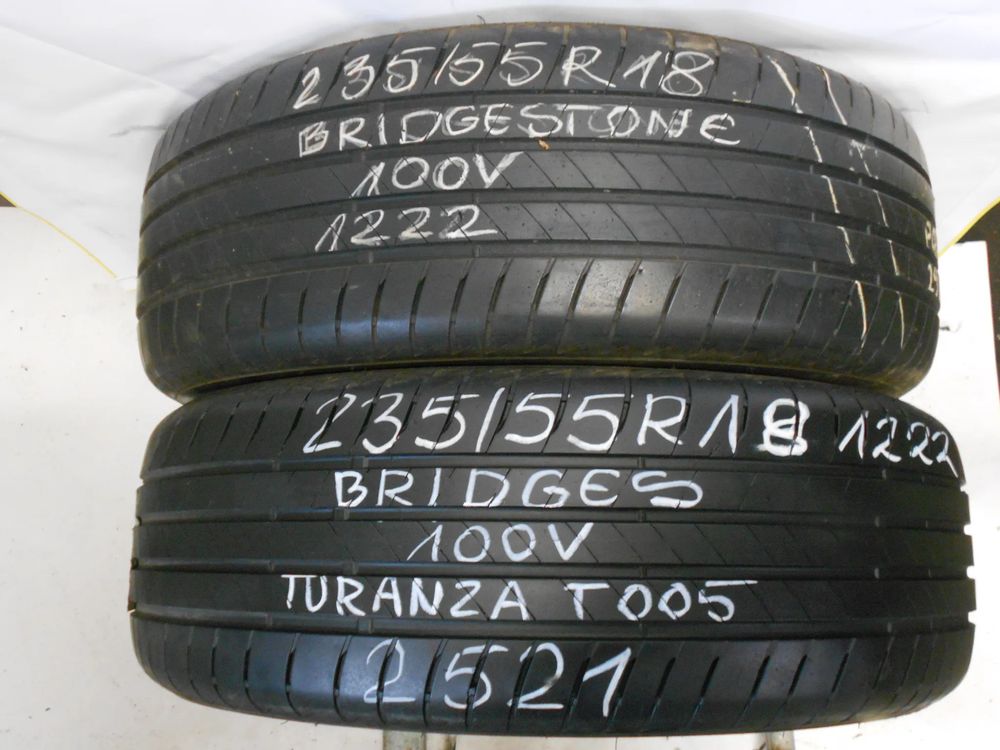 235/55R18
BRIDGESTONE
100V
1222
235/55R18 1222
BRIDGES
100V
TURANZA T005
2521